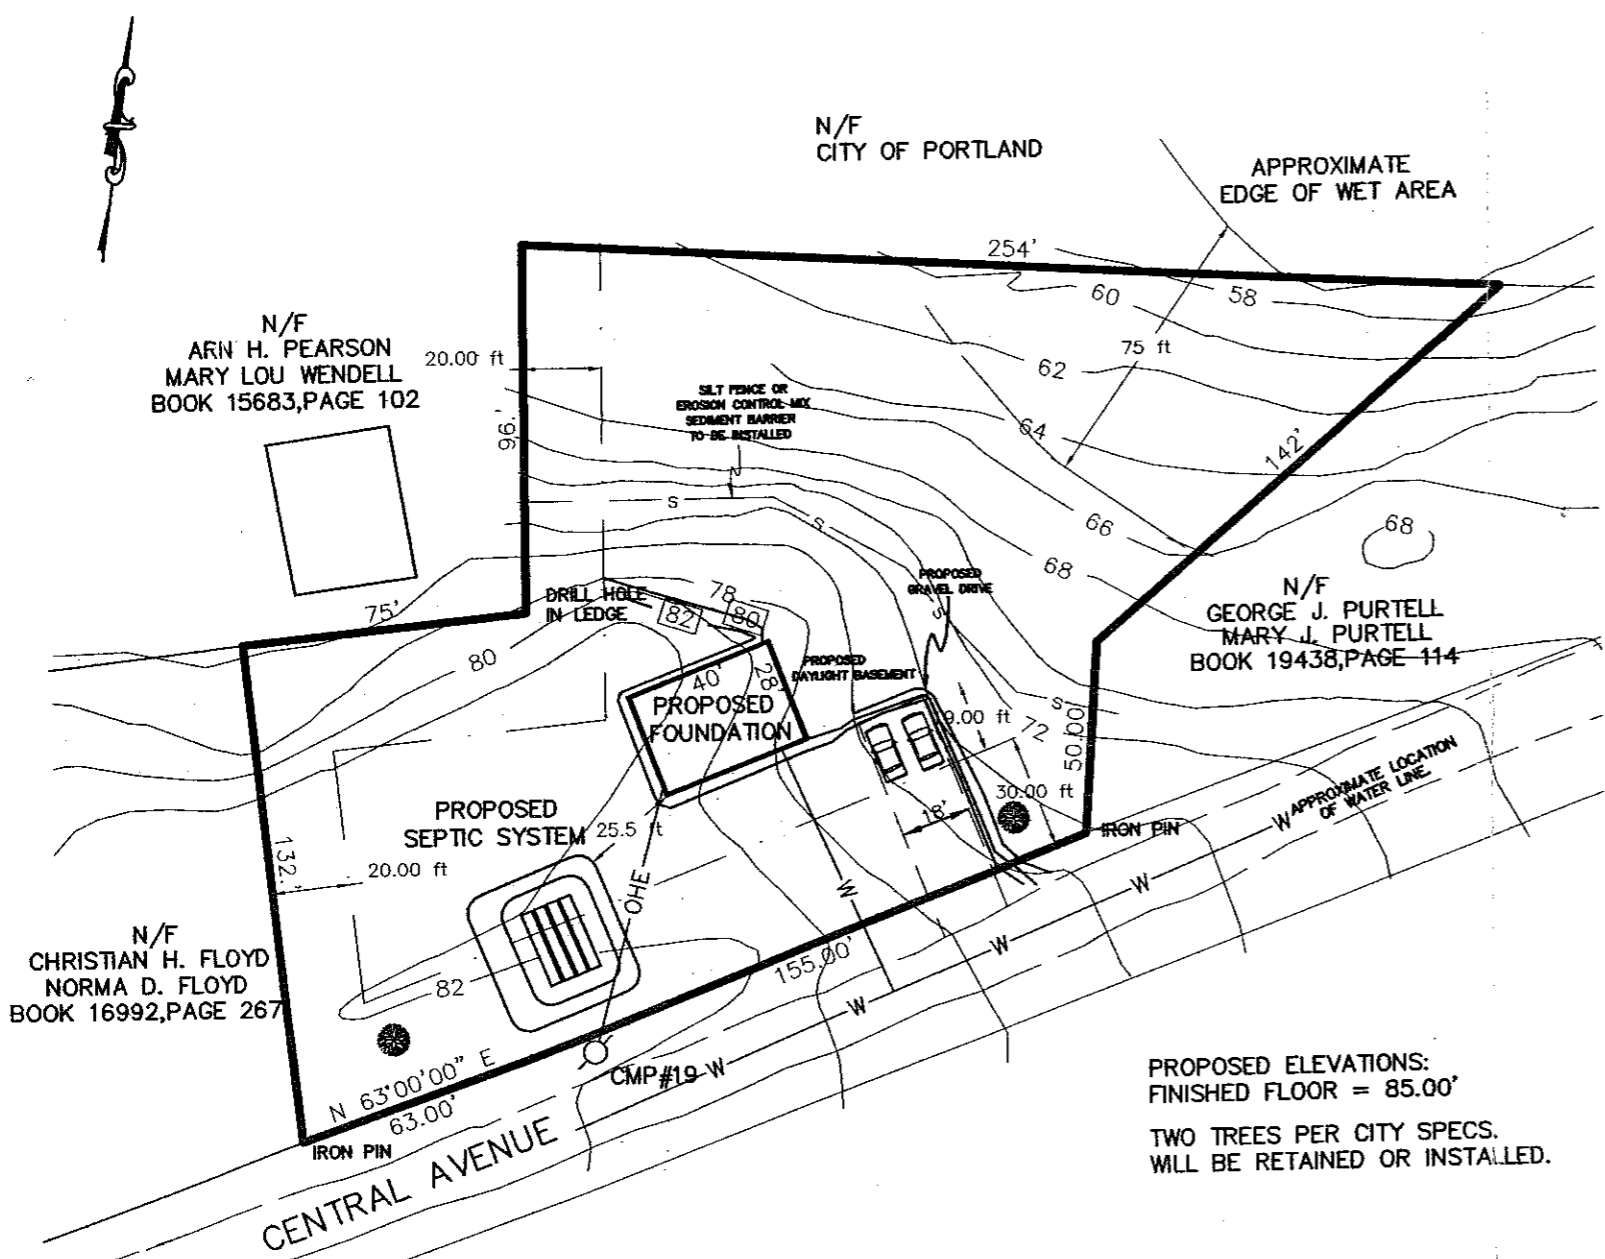 N/F
CITY OF PORTLAND
APPROXIMATE
EDGE OF WET AREA
254'
60
58
N/F
ARN H. PEARSON
MARY LOU WENDELL
BOOK 15683,PAGE 102
20.00 ft
75 ft
62
SILT FENCE OR
EROSION CONTROL MIX
SEDIMENT BARRIER
TO BE INSTALLED
96'
64
142'
S
S
66
68
68
PROPOSED
GRAVEL DRIVE
S
N/F
GEORGE J. PURTELL
MARY J. PURTELL
BOOK 19438,PAGE 114
75'
DRILL HOLE
IN LEDGE
78
82
80
80
40'
28'
PROPOSED
FOUNDATION
PROPOSED
DAYLIGHT BASEMENT
S
72
19.00 ft
50.00'
30.00 ft
18'
APPROXIMATE LOCATION
OF WATER LINE
W
IRON PIN
PROPOSED
SEPTIC SYSTEM
25.5 ft
132.'
20.00 ft
OHE
W
W
W
W
W
155.00'
82
N/F
CHRISTIAN H. FLOYD
NORMA D. FLOYD
BOOK 16992,PAGE 267
CMP#19
N 63°00'00" E
63.00'
IRON PIN
CENTRAL AVENUE
PROPOSED ELEVATIONS:
FINISHED FLOOR = 85.00'
TWO TREES PER CITY SPECS.
WILL BE RETAINED OR INSTALLED.